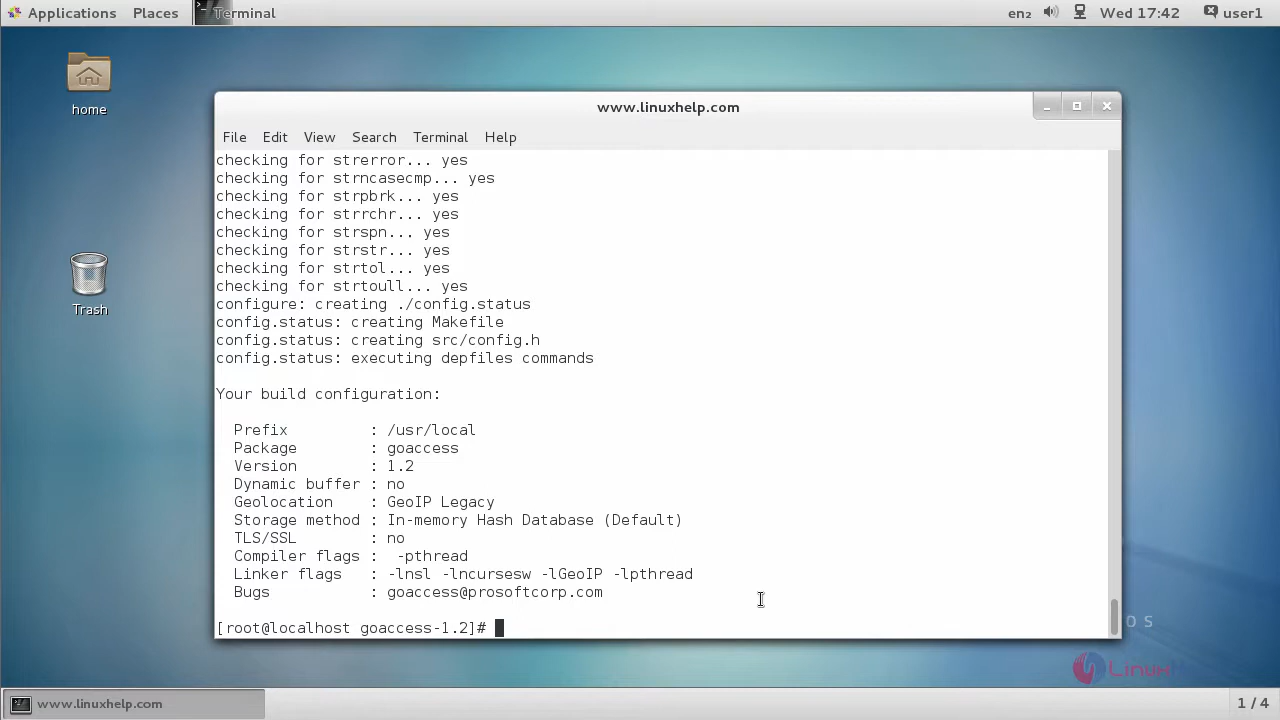 Applications Places Terminal en₂ Wed 17:42 user1
home
Trash
www.linuxhelp.com
File Edit View Search Terminal Help
checking for strerror... yes
checking for strncasecmp... yes
checking for strpbrk... yes
checking for strrchr... yes
checking for strspn... yes
checking for strstr... yes
checking for strtol... yes
checking for strtoull... yes
configure: creating ./config.status
config.status: creating Makefile
config.status: creating src/config.h
config.status: executing depfiles commands
Your build configuration:
Prefix : /usr/local
Package : goaccess
Version : 1.2
Dynamic buffer : no
Geolocation : GeoIP Legacy
Storage method : In-memory Hash Database (Default)
TLS/SSL : no
Compiler flags : -pthread
Linker flags : -lnsl -lncursesw -lGeoIP -lpthread
Bugs : goaccess@prosoftcorp.com
[root@localhost goaccess-1.2]#
OS
www.linuxhelp.com 1 / 4